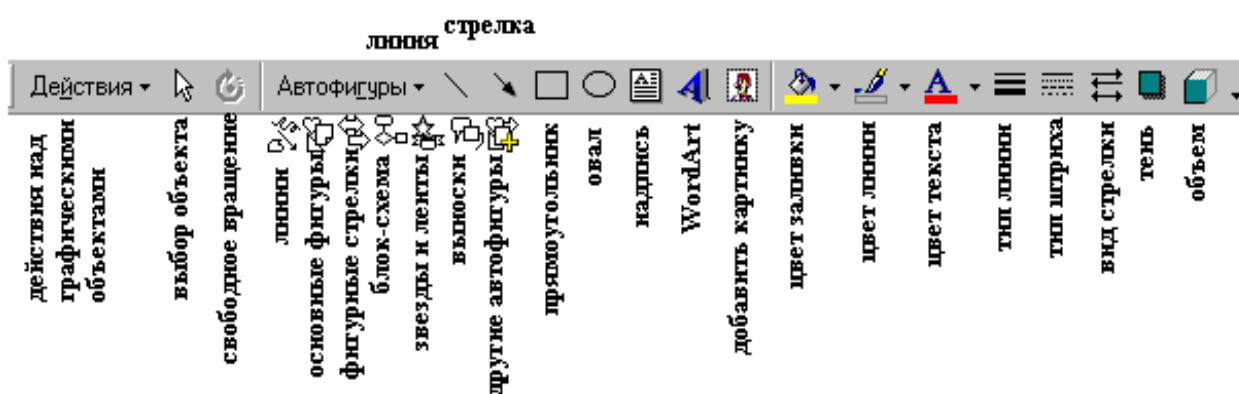 линия
стрелка
Действия
Автофигуры
действия над
графическими
объектами
выбор объекта
свободное вращение
линии
основные фигуры
фигурные стрелки
блок-схема
звезды и ленты
выноски
другие автофигуры
прямоугольник
овал
надпись
WordArt
добавить картинку
цвет заливки
цвет линии
цвет текста
тип линии
тип штриха
вид стрелки
тень
объем